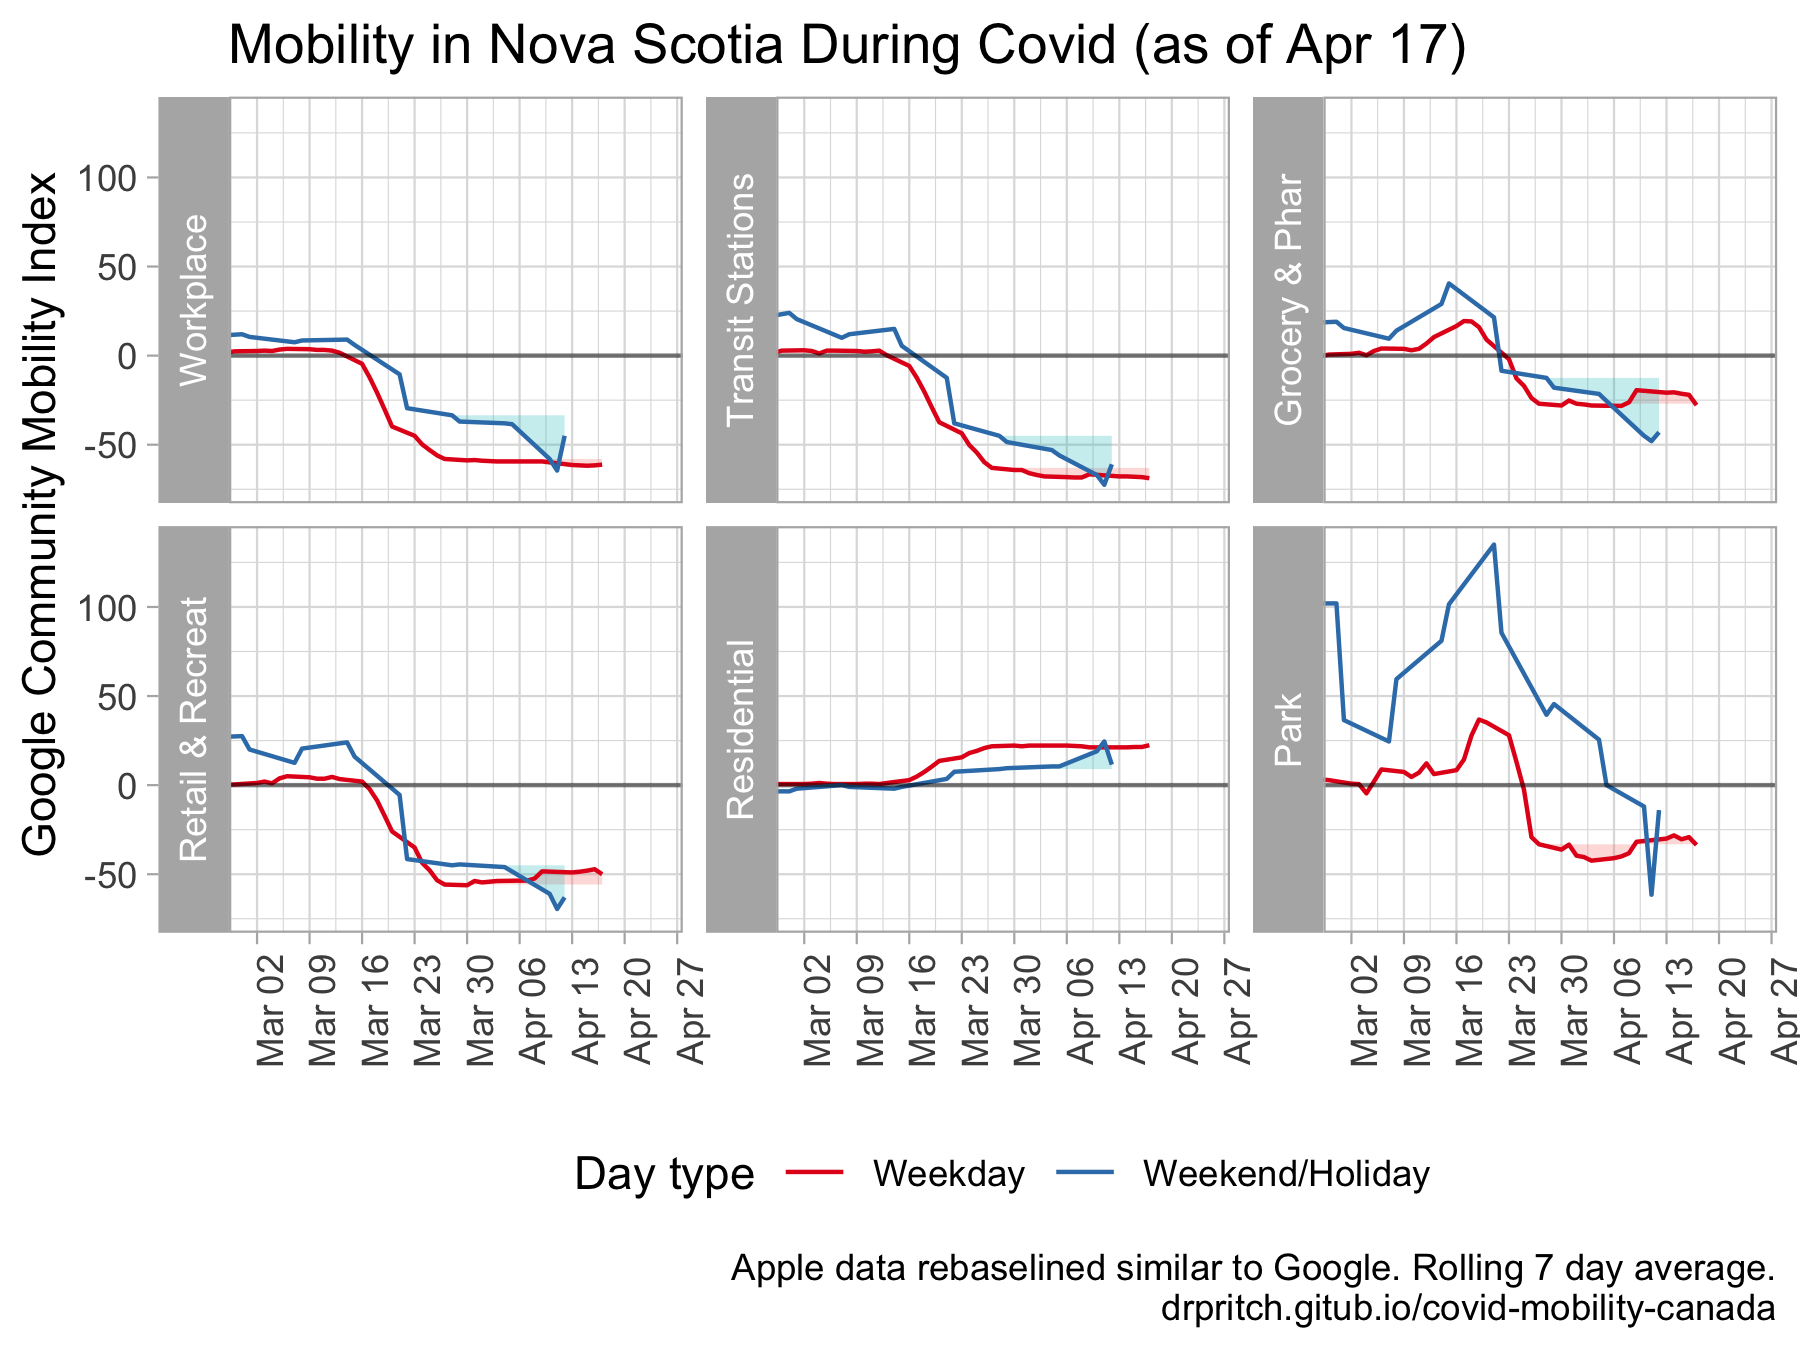 Mobility in Nova Scotia During Covid (as of Apr 17)
Google Community Mobility Index
Workplace
Transit Stations
Grocery & Phar
100
50
0
-50
Retail & Recreat
Residential
Park
100
50
0
-50
Mar 02 Mar 09 Mar 16 Mar 23 Mar 30 Apr 06 Apr 13 Apr 20 Apr 27
Mar 02 Mar 09 Mar 16 Mar 23 Mar 30 Apr 06 Apr 13 Apr 20 Apr 27
Mar 02 Mar 09 Mar 16 Mar 23 Mar 30 Apr 06 Apr 13 Apr 20 Apr 27
Day type Weekday Weekend/Holiday
Apple data rebaselined similar to Google. Rolling 7 day average.
drpritch.gitub.io/covid-mobility-canada